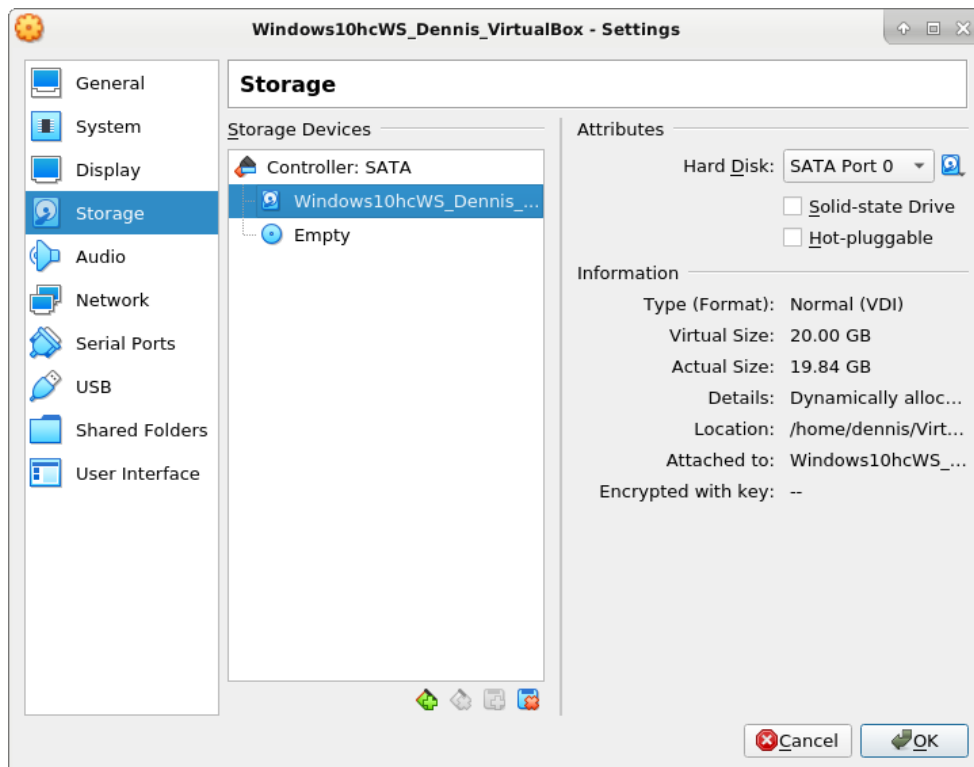 Windows10hcWS_Dennis_VirtualBox - Settings
General
System
Display
Storage
Audio
Network
Serial Ports
USB
Shared Folders
User Interface
Storage
Storage Devices
Controller: SATA
Windows10hcWS_Dennis_...
Empty
Attributes
Hard Disk: SATA Port 0
Solid-state Drive
Hot-pluggable
Information
Type (Format): Normal (VDI)
Virtual Size: 20.00 GB
Actual Size: 19.84 GB
Details: Dynamically alloc...
Location: /home/dennis/Virt...
Attached to: Windows10hcWS_...
Encrypted with key: --
Cancel
OK